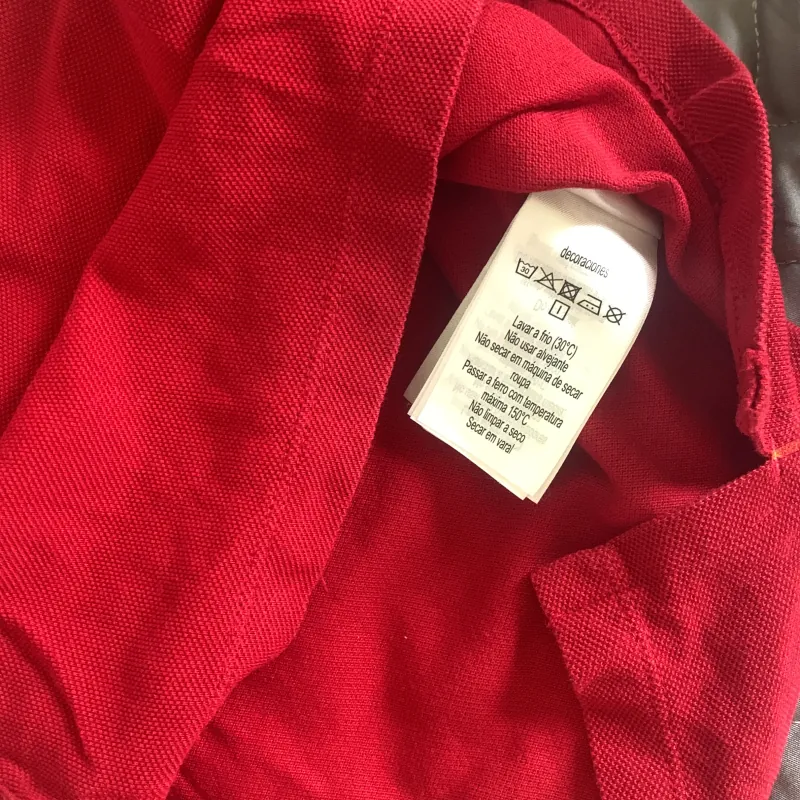 decoraciones
30
Lavar a frio (30°C)
Não usar alvejante
Não secar em máquina de secar
roupa
Passar a ferro com temperatura
máxima 150°C
Não limpar a seco
Secar em varal